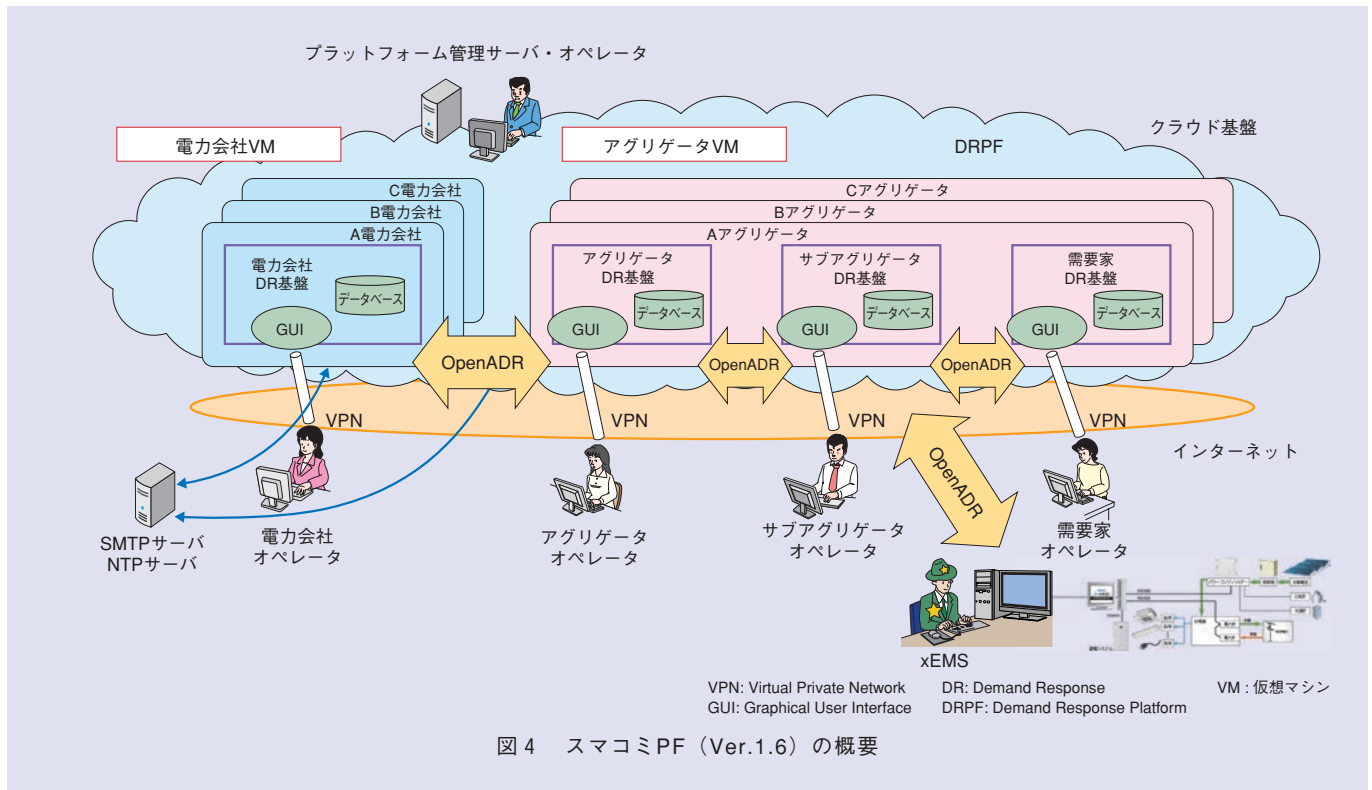 プラットフォーム管理サーバ・オペレータ
クラウド基盤
電力会社VM
アグリゲータVM
DRPF
C電力会社
B電力会社
A電力会社
Cアグリゲータ
Bアグリゲータ
Aアグリゲータ
電力会社
DR基盤
データベース
GUI
アグリゲータ
DR基盤
データベース
GUI
サブアグリゲータ
DR基盤
データベース
GUI
需要家
DR基盤
データベース
GUI
OpenADR
OpenADR
OpenADR
VPN
VPN
VPN
VPN
インターネット
OpenADR
SMTPサーバ
NTPサーバ
電力会社
オペレータ
アグリゲータ
オペレータ
サブアグリゲータ
オペレータ
需要家
オペレータ
xEMS
VPN: Virtual Private Network
DR: Demand Response
VM : 仮想マシン
GUI: Graphical User Interface
DRPF: Demand Response Platform
図4 スマコミPF（Ver.1.6）の概要